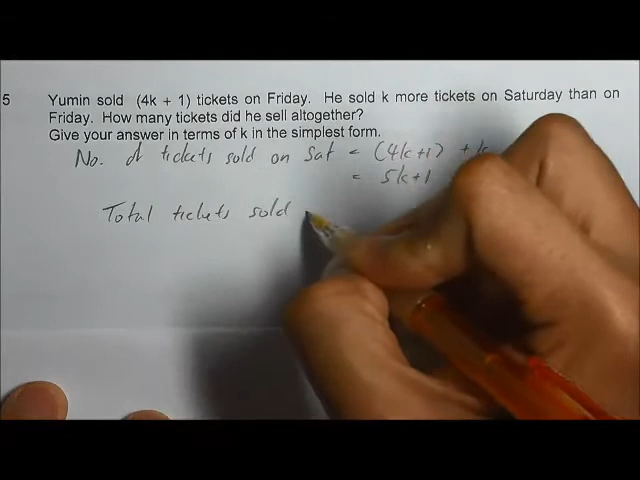 5 Yumin sold (4k + 1) tickets on Friday. He sold k more tickets on Saturday than on
Friday. How many tickets did he sell altogether?
Give your answer in terms of k in the simplest form.
No. of tickets sold on Sat = (4k+1) + k
= 5k+1
Total tickets sold